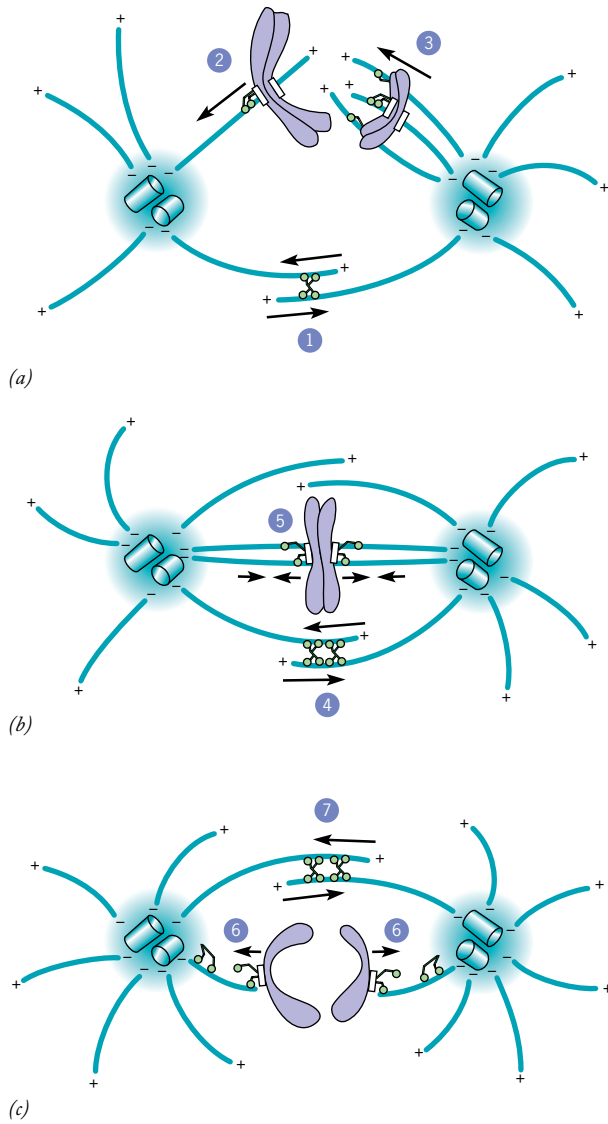 +
3
+ +
2
+
+ + +
− − − − − −
+
− − − −
+ +
+
+ +
1
(a)
+
+ + +
+ +
5
− − − −
− − − −
− −
− −
+
+ +
+
+
4
(b)
7
+ +
+ +
+ +
− − − −
− −
6 6
− − − −
− − − −
+ +
+ +
+ +
(c)